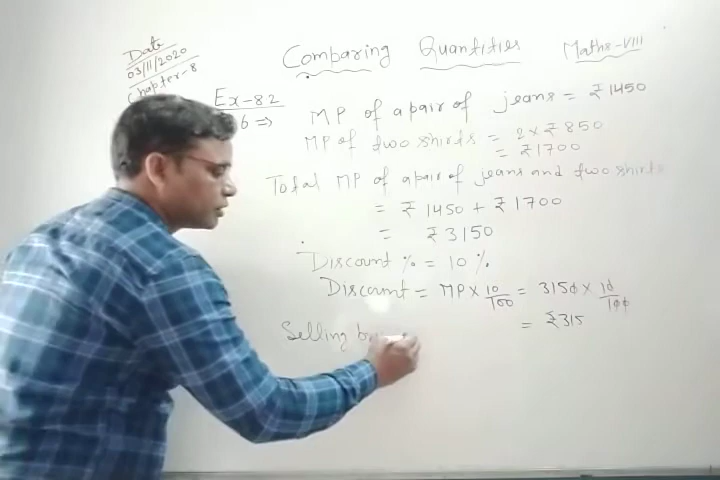 Comparing Quantities Maths-VIII
Date
03/11/2020
Chapter-8
Ex-82
6 ⇒ MP of a pair of jeans = ₹1450
MP of two shirts = 2 × ₹850
= ₹1700
Total MP of a pair of jeans and two shirts
= ₹ 1450 + ₹ 1700
= ₹ 3150
Discount % = 10 %
Discount = MP × 10/100 = 3150 × 10/100
= ₹315
Selling